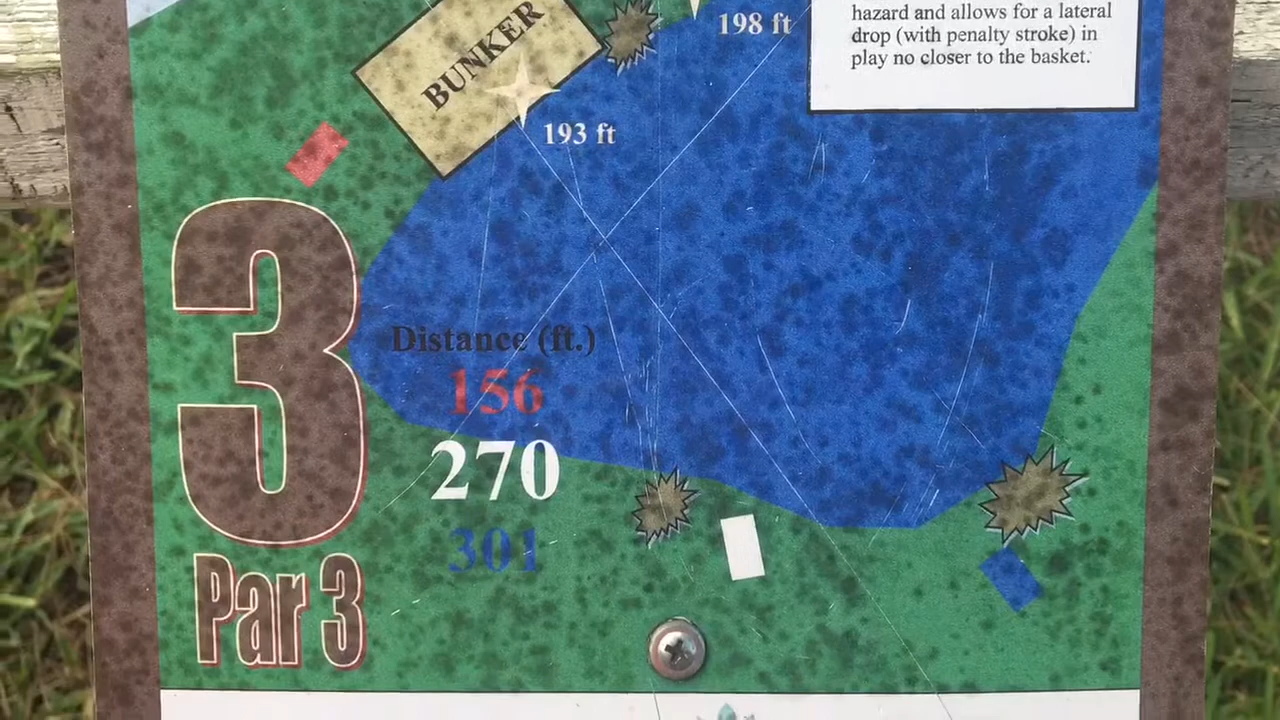 198 ft
hazard and allows for a lateral
drop (with penalty stroke) in
play no closer to the basket.
BUNKER
193 ft
3
Distance (ft.)
156
270
301
Par 3